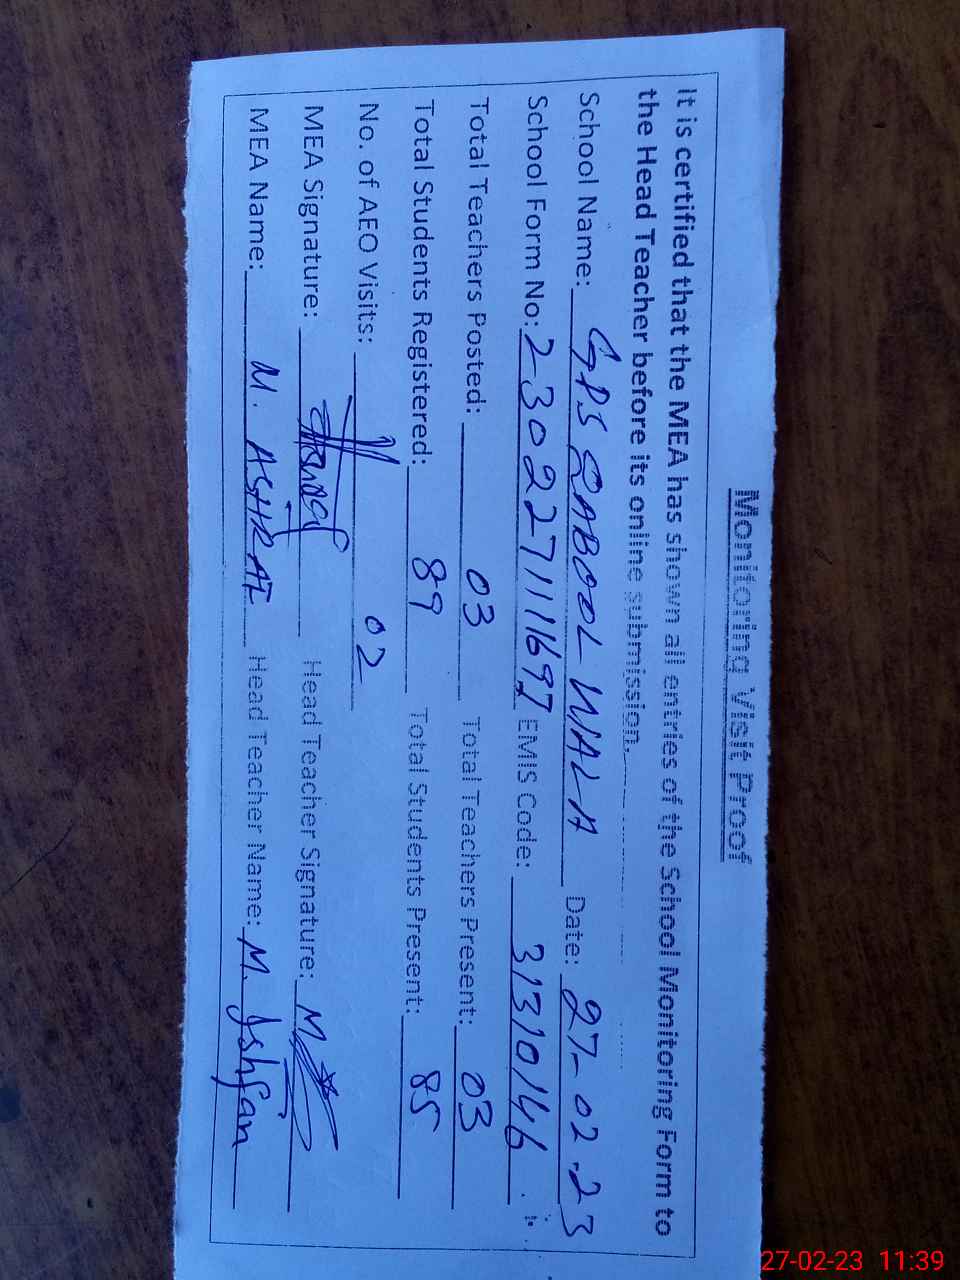 Monitoring Visit Proof
It is certified that the MEA has shown all entries of the School Monitoring Form to
the Head Teacher before its online submission.
School Name: GPS QABOOL WALA Date: 27-02-23
School Form No: 2302271111697 EMIS Code: 31310146
Total Teachers Posted: 03 Total Teachers Present: 03
Total Students Registered: 89 Total Students Present: 85
No. of AEO Visits: 02
MEA Signature: Head Teacher Signature:
MEA Name: M. ASHRAF Head Teacher Name: M.
27-02-23 11:39